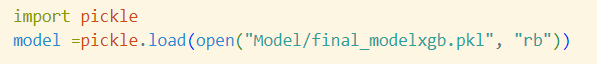 import pickle
model =pickle.load(open("Model/final_modelxgb.pkl", "rb"))